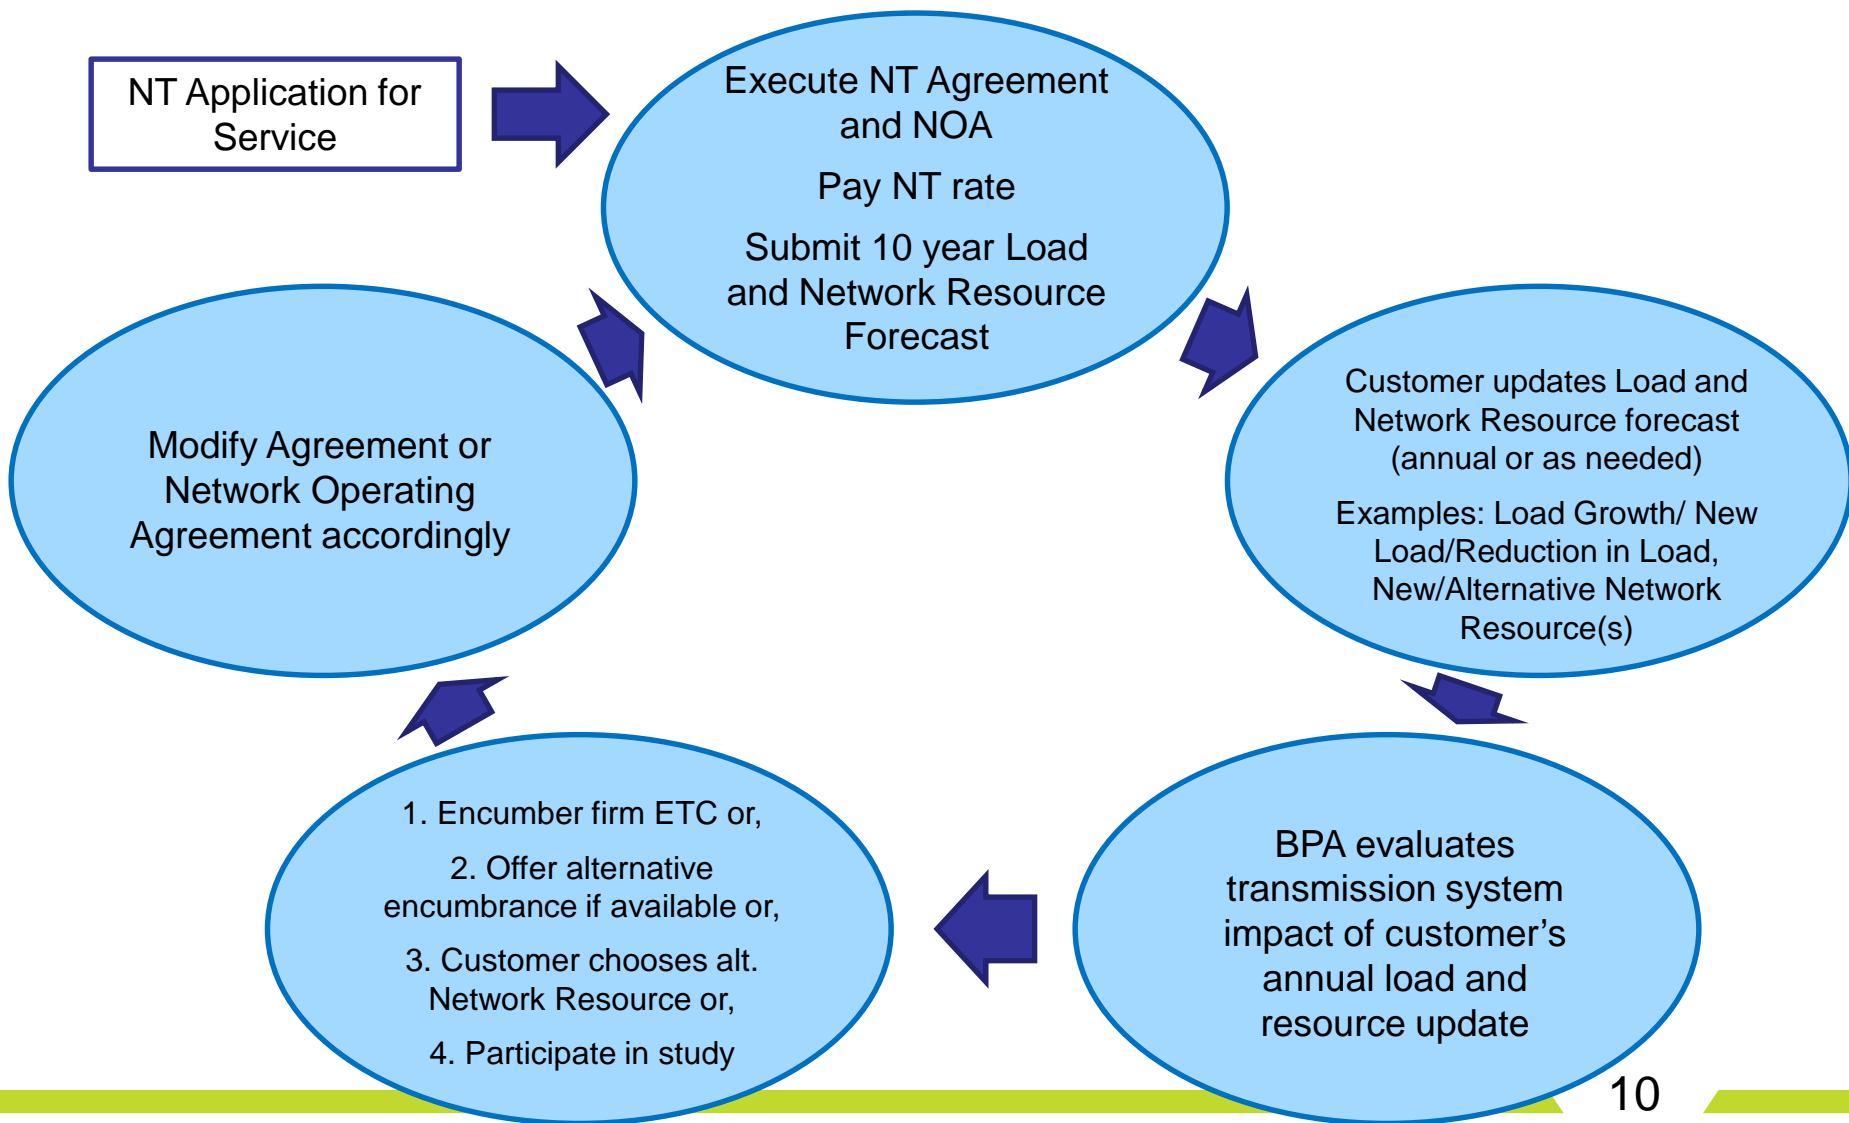 NT Application for
Service
Execute NT Agreement
and NOA
Pay NT rate
Submit 10 year Load
and Network Resource
Forecast
Customer updates Load and
Network Resource forecast
(annual or as needed)
Examples: Load Growth/ New
Load/Reduction in Load,
New/Alternative Network
Resource(s)
BPA evaluates
transmission system
impact of customer’s
annual load and
resource update
1. Encumber firm ETC or,
2. Offer alternative
encumbrance if available or,
3. Customer chooses alt.
Network Resource or,
4. Participate in study
Modify Agreement or
Network Operating
Agreement accordingly
10